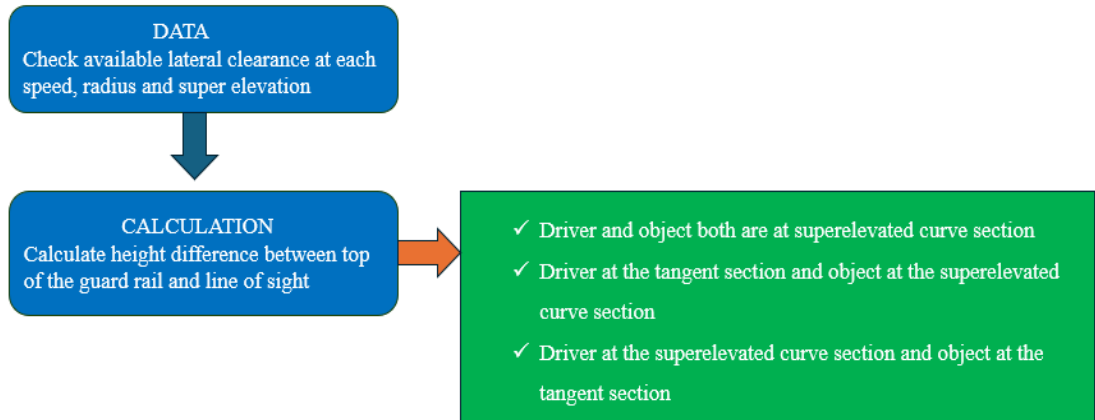 DATA
Check available lateral clearance at each
speed, radius and super elevation
CALCULATION
Calculate height difference between top
of the guard rail and line of sight
✓ Driver and object both are at superelevated curve section
✓ Driver at the tangent section and object at the superelevated
curve section
✓ Driver at the superelevated curve section and object at the
tangent section